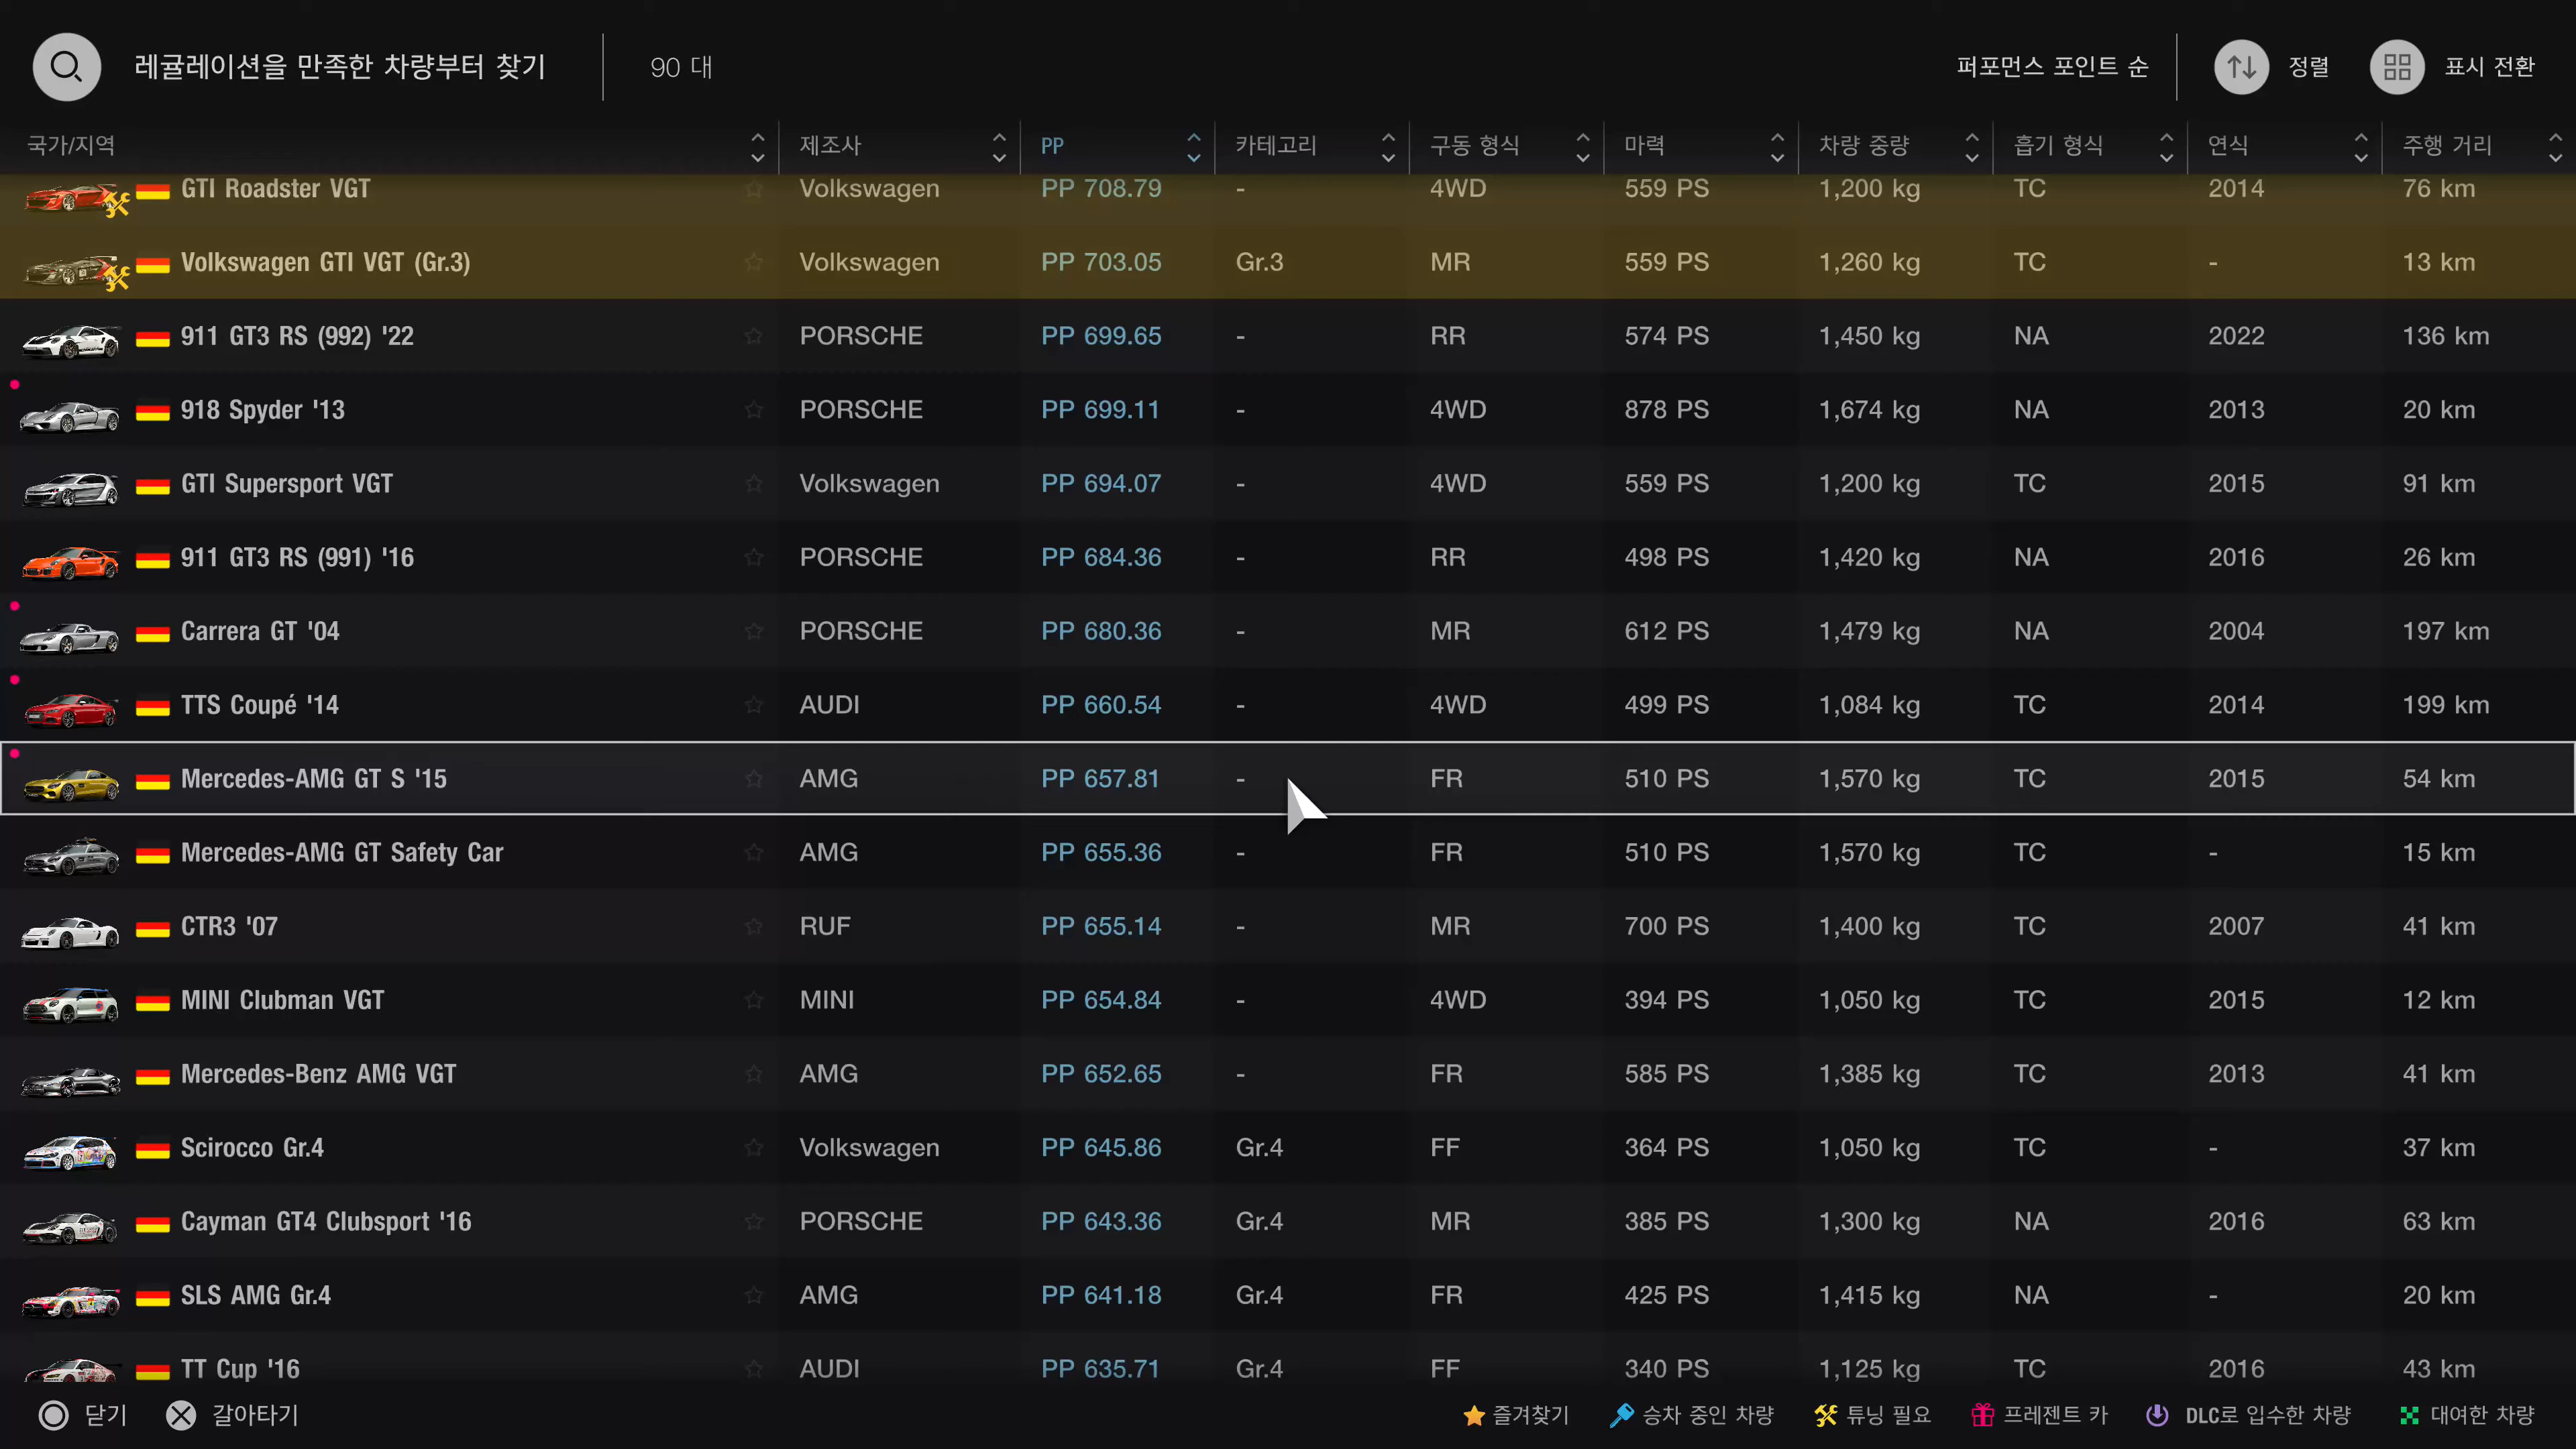 레귤레이션을 만족한 차량부터 찾기 90 대 퍼포먼스 포인트 순 정렬 표시 전환
국가/지역 제조사 PP 카테고리 구동 형식 마력 차량 중량 흡기 형식 연식 주행 거리
GTI Roadster VGT Volkswagen PP 708.79 - 4WD 559 PS 1,200 kg TC 2014 76 km
Volkswagen GTI VGT (Gr.3) Volkswagen PP 703.05 Gr.3 MR 559 PS 1,260 kg TC - 13 km
911 GT3 RS (992) '22 PORSCHE PP 699.65 - RR 574 PS 1,450 kg NA 2022 136 km
918 Spyder '13 PORSCHE PP 699.11 - 4WD 878 PS 1,674 kg NA 2013 20 km
GTI Supersport VGT Volkswagen PP 694.07 - 4WD 559 PS 1,200 kg TC 2015 91 km
911 GT3 RS (991) '16 PORSCHE PP 684.36 - RR 498 PS 1,420 kg NA 2016 26 km
Carrera GT '04 PORSCHE PP 680.36 - MR 612 PS 1,479 kg NA 2004 197 km
TTS Coupé '14 AUDI PP 660.54 - 4WD 499 PS 1,084 kg TC 2014 199 km
Mercedes-AMG GT S '15 AMG PP 657.81 - FR 510 PS 1,570 kg TC 2015 54 km
Mercedes-AMG GT Safety Car AMG PP 655.36 - FR 510 PS 1,570 kg TC - 15 km
CTR3 '07 RUF PP 655.14 - MR 700 PS 1,400 kg TC 2007 41 km
MINI Clubman VGT MINI PP 654.84 - 4WD 394 PS 1,050 kg TC 2015 12 km
Mercedes-Benz AMG VGT AMG PP 652.65 - FR 585 PS 1,385 kg TC 2013 41 km
Scirocco Gr.4 Volkswagen PP 645.86 Gr.4 FF 364 PS 1,050 kg TC - 37 km
Cayman GT4 Clubsport '16 PORSCHE PP 643.36 Gr.4 MR 385 PS 1,300 kg NA 2016 63 km
SLS AMG Gr.4 AMG PP 641.18 Gr.4 FR 425 PS 1,415 kg NA - 20 km
TT Cup '16 AUDI PP 635.71 Gr.4 FF 340 PS 1,125 kg TC 2016 43 km
닫기 갈아타기 즐겨찾기 승차 중인 차량 튜닝 필요 프레젠트 카 DLC로 입수한 차량 대여한 차량